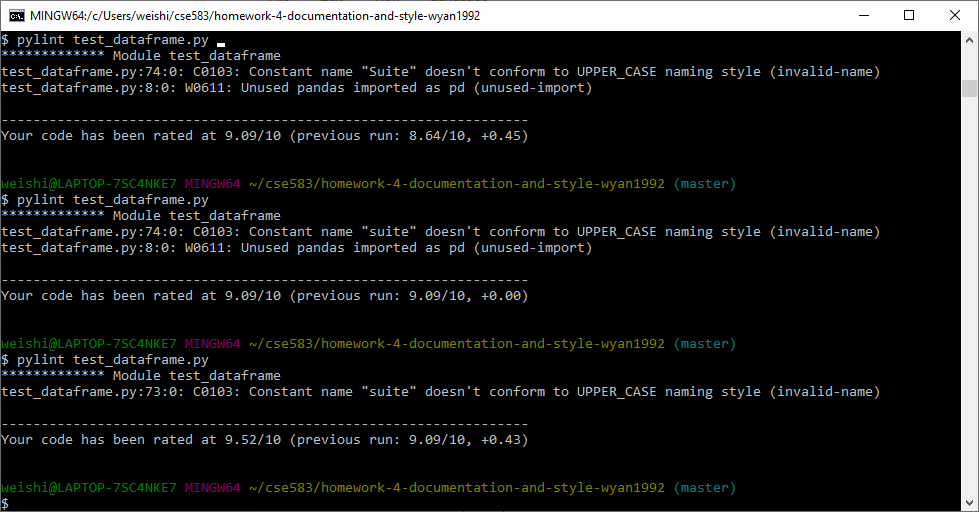 MINGW64:/c/Users/weishi/cse583/homework-4-documentation-and-style-wyan1992
$ pylint test_dataframe.py
************* Module test_dataframe
test_dataframe.py:74:0: C0103: Constant name "Suite" doesn't conform to UPPER_CASE naming style (invalid-name)
test_dataframe.py:8:0: W0611: Unused pandas imported as pd (unused-import)
------------------------------------------------------------------
Your code has been rated at 9.09/10 (previous run: 8.64/10, +0.45)
weishi@LAPTOP-7SC4NKE7 MINGW64 ~/cse583/homework-4-documentation-and-style-wyan1992 (master)
$ pylint test_dataframe.py
************* Module test_dataframe
test_dataframe.py:74:0: C0103: Constant name "suite" doesn't conform to UPPER_CASE naming style (invalid-name)
test_dataframe.py:8:0: W0611: Unused pandas imported as pd (unused-import)
------------------------------------------------------------------
Your code has been rated at 9.09/10 (previous run: 9.09/10, +0.00)
weishi@LAPTOP-7SC4NKE7 MINGW64 ~/cse583/homework-4-documentation-and-style-wyan1992 (master)
$ pylint test_dataframe.py
************* Module test_dataframe
test_dataframe.py:73:0: C0103: Constant name "suite" doesn't conform to UPPER_CASE naming style (invalid-name)
------------------------------------------------------------------
Your code has been rated at 9.52/10 (previous run: 9.09/10, +0.43)
weishi@LAPTOP-7SC4NKE7 MINGW64 ~/cse583/homework-4-documentation-and-style-wyan1992 (master)
$